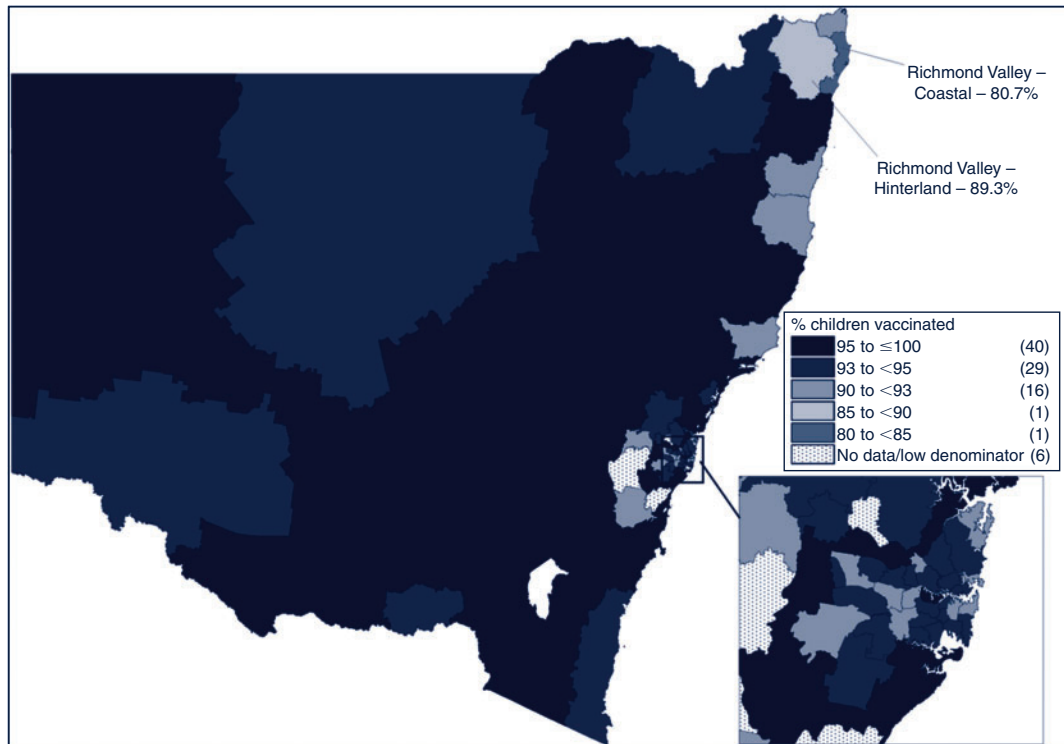 Richmond Valley –
Coastal – 80.7%
Richmond Valley –
Hinterland – 89.3%
% children vaccinated
95 to ≤100 (40)
93 to <95 (29)
90 to <93 (16)
85 to <90 (1)
80 to <85 (1)
No data/low denominator (6)